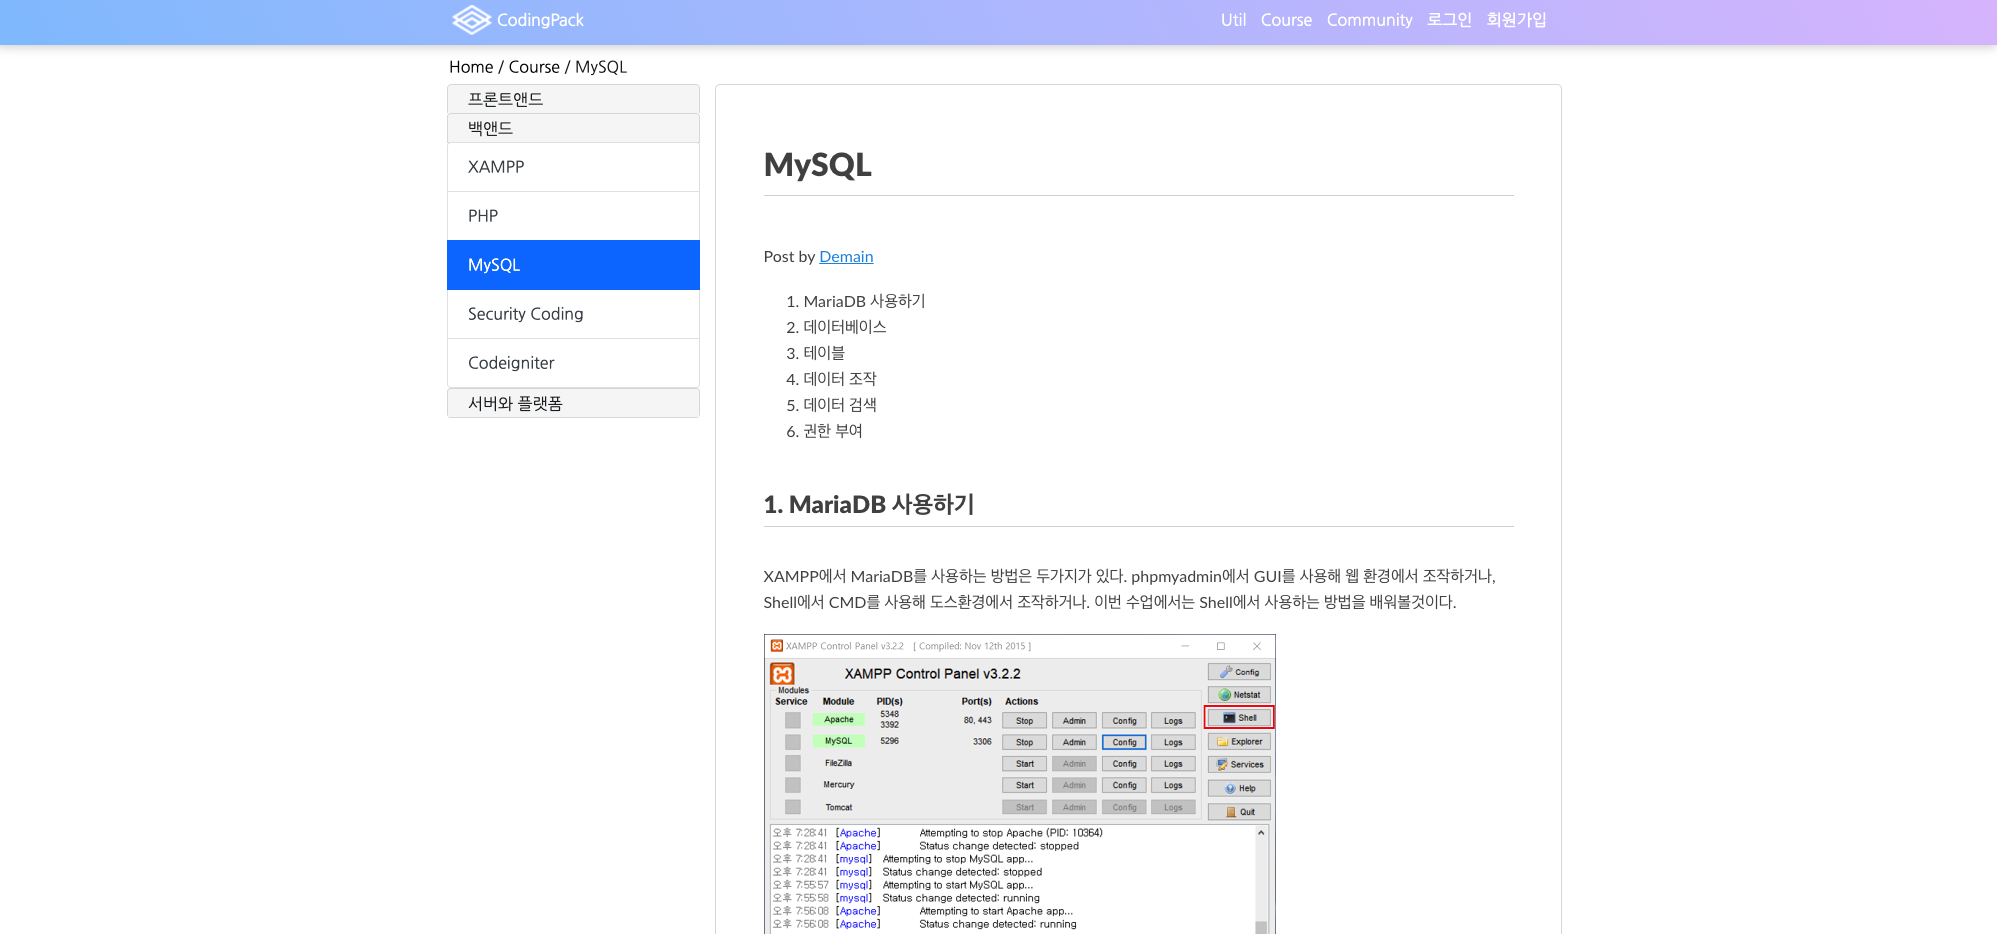 CodingPack
Util Course Community 로그인 회원가입
Home / Course / MySQL
프론트앤드
백앤드
XAMPP
PHP
MySQL
Security Coding
Codeigniter
서버와 플랫폼
MySQL
Post by Demain
1. MariaDB 사용하기
2. 데이터베이스
3. 테이블
4. 데이터 조작
5. 데이터 검색
6. 권한 부여
1. MariaDB 사용하기
XAMPP에서 MariaDB를 사용하는 방법은 두가지가 있다. phpmyadmin에서 GUI를 사용해 웹 환경에서 조작하거나,
Shell에서 CMD를 사용해 도스환경에서 조작하거나. 이번 수업에서는 Shell에서 사용하는 방법을 배워볼것이다.
XAMPP Control Panel v3.2.2 [ Compiled: Nov 12th 2015 ]
XAMPP Control Panel v3.2.2
Config
Modules
Netstat
Service Module PID(s) Port(s) Actions
Shell
Apache 5348 3392 80, 443 Stop Admin Config Logs
MySQL 5296 3306 Stop Admin Config Logs
Explorer
FileZilla Start Admin Config Logs
Services
Mercury Start Admin Config Logs
Help
Tomcat Start Admin Config Logs
Quit
오후 7:28:41 [Apache] Attempting to stop Apache (PID: 10364)
오후 7:28:41 [Apache] Status change detected: stopped
오후 7:28:41 [mysql] Attempting to stop MySQL app...
오후 7:28:41 [mysql] Status change detected: stopped
오후 7:55:57 [mysql] Attempting to start MySQL app...
오후 7:55:58 [mysql] Status change detected: running
오후 7:56:08 [Apache] Attempting to start Apache app...
오후 7:56:08 [Apache] Status change detected: running